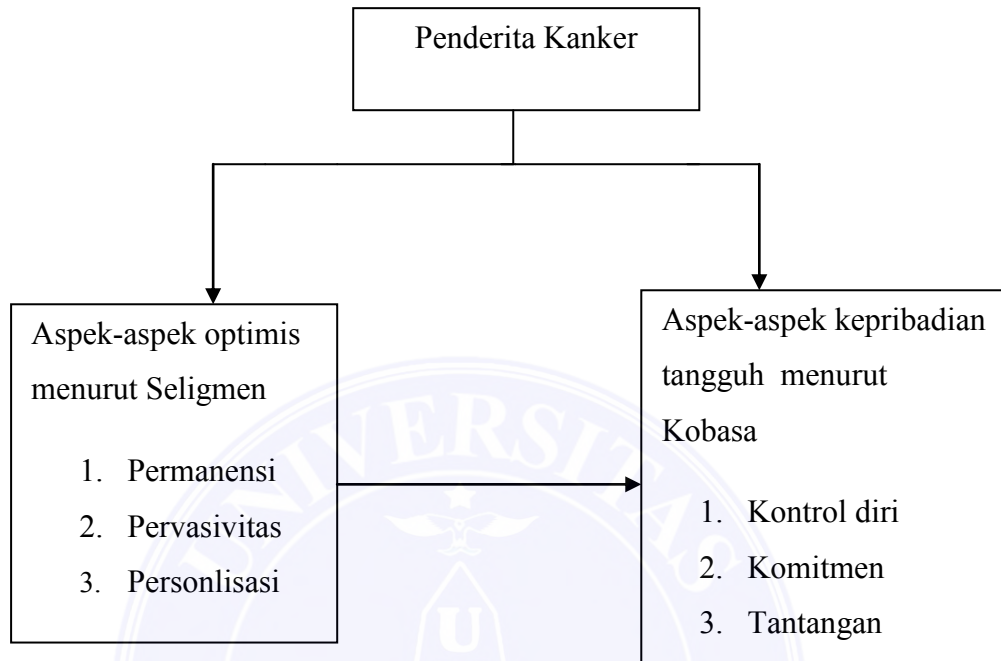 Penderita Kanker
Aspek-aspek optimis
menurut Seligmen
1. Permanensi
2. Pervasivitas
3. Personlisasi
Aspek-aspek kepribadian
tangguh menurut
Kobasa
1. Kontrol diri
2. Komitmen
3. Tantangan
UNIVERSITAS
U